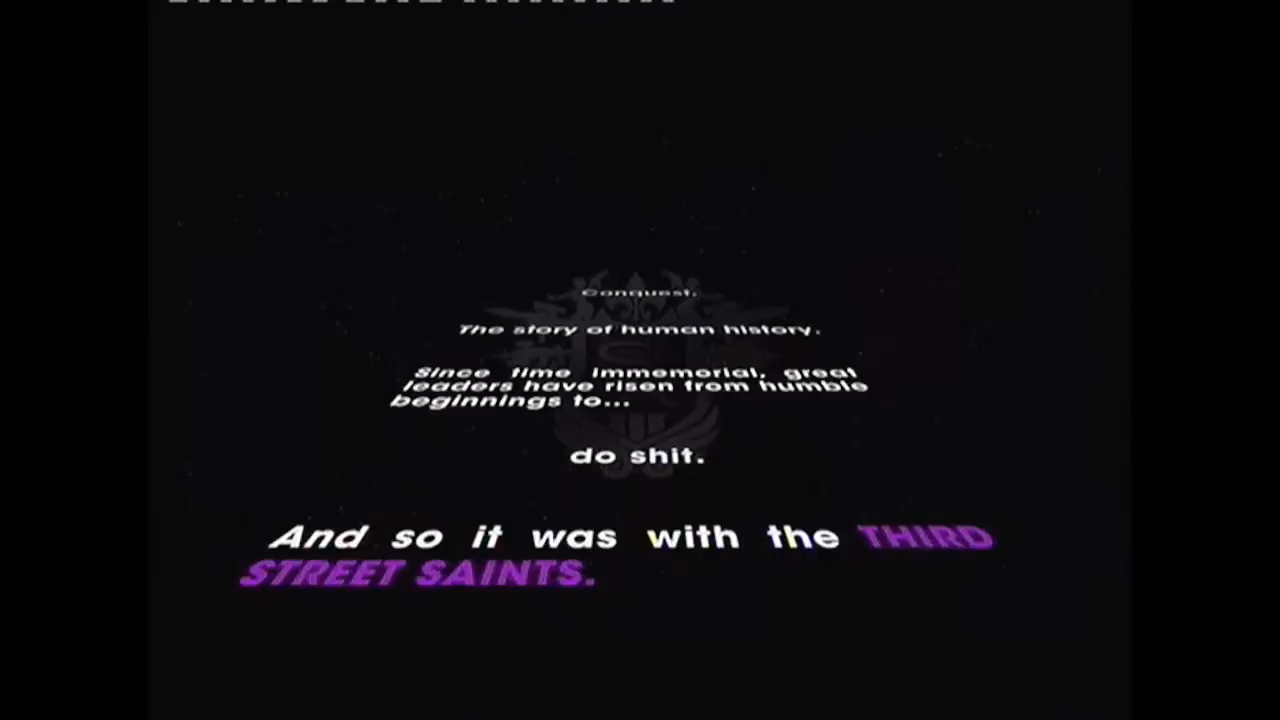 Conquest.
The story of human history.
Since time immemorial, great
leaders have risen from humble
beginnings to...
do shit.
And so it was with the THIRD
STREET SAINTS.